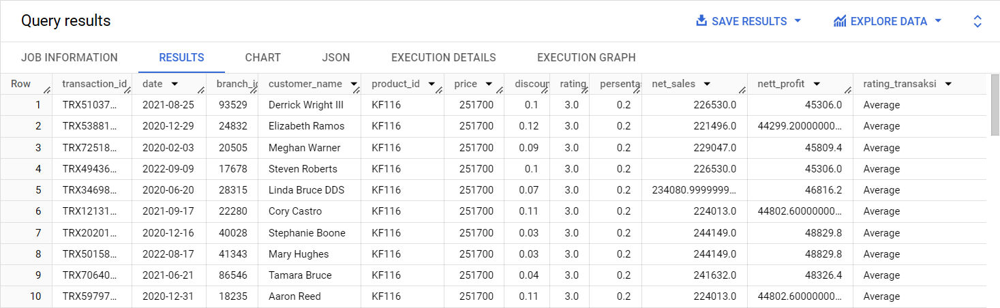 Query results SAVE RESULTS EXPLORE DATA
JOB INFORMATION RESULTS CHART JSON EXECUTION DETAILS EXECUTION GRAPH
Row transaction_id date branch_id customer_name product_id price discour rating persenta net_sales nett_profit rating_transaksi
1 TRX51037... 2021-08-25 93529 Derrick Wright III KF116 251700 0.1 3.0 0.2 226530.0 45306.0 Average
2 TRX53881... 2020-12-29 24832 Elizabeth Ramos KF116 251700 0.12 3.0 0.2 221496.0 44299.20000000... Average
3 TRX72518... 2020-02-03 20505 Meghan Warner KF116 251700 0.09 3.0 0.2 229047.0 45809.4 Average
4 TRX49436... 2022-09-09 17678 Steven Roberts KF116 251700 0.1 3.0 0.2 226530.0 45306.0 Average
5 TRX34698... 2020-06-20 28315 Linda Bruce DDS KF116 251700 0.07 3.0 0.2 234080.9999999... 46816.2 Average
6 TRX12131... 2021-09-17 22280 Cory Castro KF116 251700 0.11 3.0 0.2 224013.0 44802.60000000... Average
7 TRX20201... 2020-12-16 40028 Stephanie Boone KF116 251700 0.03 3.0 0.2 244149.0 48829.8 Average
8 TRX50158... 2022-08-17 41343 Mary Hughes KF116 251700 0.03 3.0 0.2 244149.0 48829.8 Average
9 TRX70640... 2021-06-21 86546 Tamara Bruce KF116 251700 0.04 3.0 0.2 241632.0 48326.4 Average
10 TRX59797... 2020-12-31 18235 Aaron Reed KF116 251700 0.11 3.0 0.2 224013.0 44802.60000000... Average